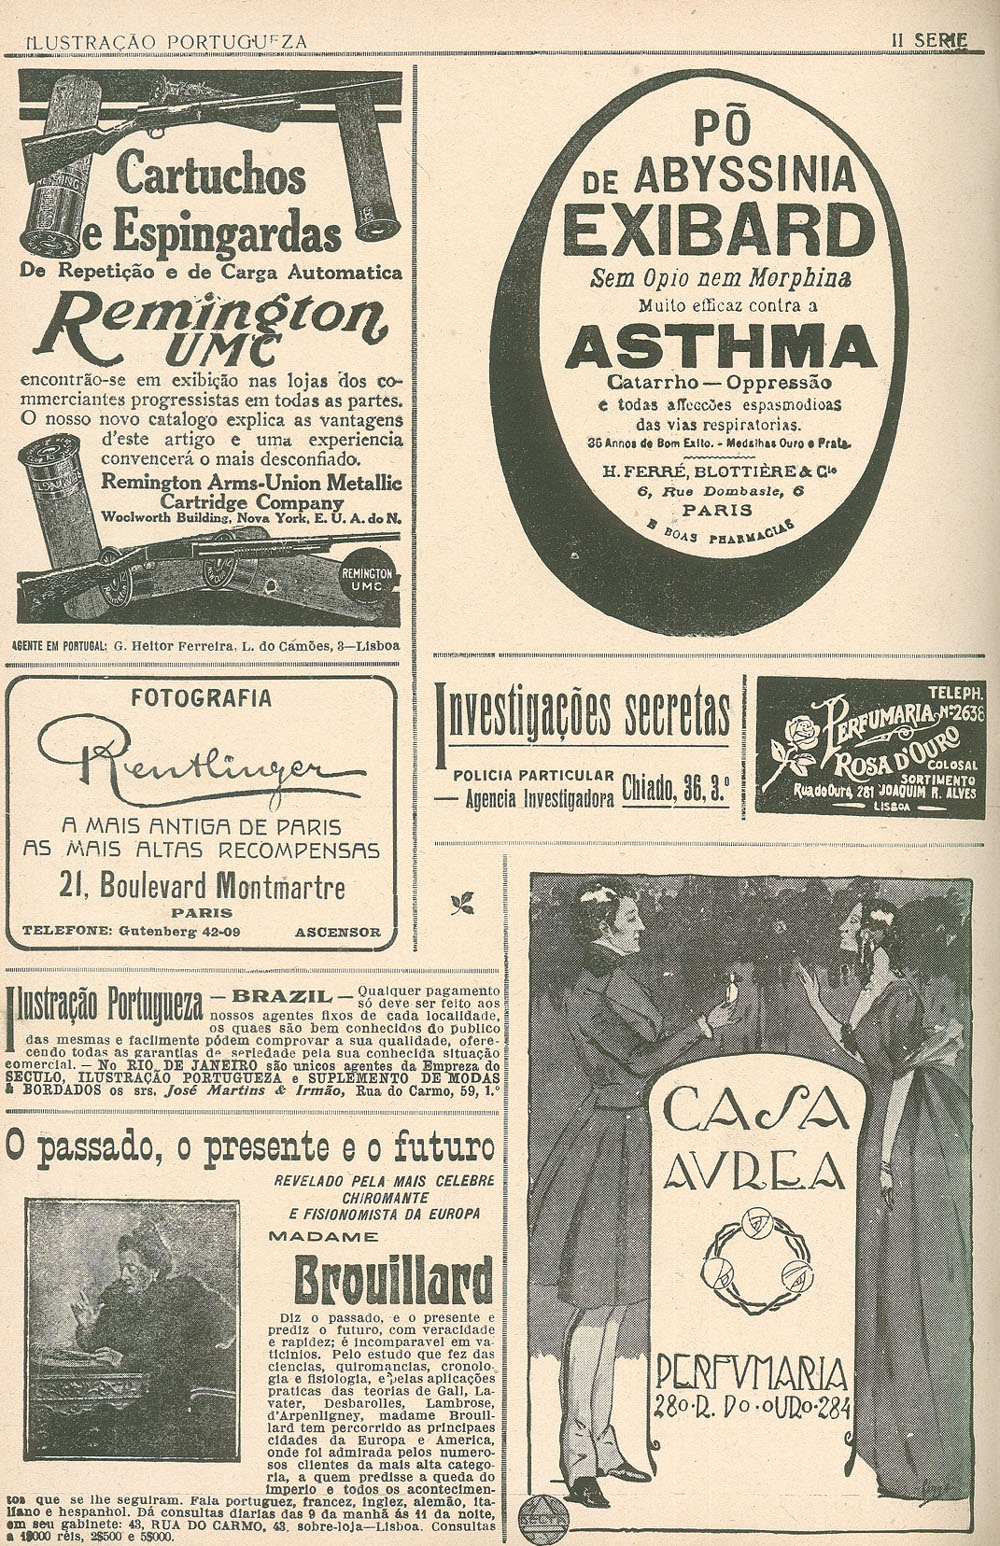 ILUSTRAÇÃO PORTUGUEZA
II SERIE
Cartuchos
e Espingardas
De Repetição e de Carga Automatica
Remington
UMC
encontrão-se em exibição nas lojas dos co-
mmerciantes progressistas em todas as partes.
O nosso novo catalogo explica as vantagens
d'este artigo e uma experiencia
convencerá o mais desconfiado.
Remington Arms-Union Metallic
Cartridge Company
Woolworth Building, Nova York, E. U. A. do N.
REMINGTON
UMC
AGENTE EM PORTUGAL: G. Heitor Ferreira, L. do Camões, 3—Lisboa
PÕ
DE ABYSSINIA
EXIBARD
Sem Opio nem Morphina
Muito efficaz contra a
ASTHMA
Catarrho — Oppressão
e todas affecções espasmodicas
das vias respiratorias.
36 Annos de Bom Exito. - Medalhas Ouro e Prata.
H. FERRÉ, BLOTTIÈRE & Cie
6, Rue Dombasle, 6
PARIS
E BOAS PHARMACIAS
FOTOGRAFIA
Reutlinger
A MAIS ANTIGA DE PARIS
AS MAIS ALTAS RECOMPENSAS
21, Boulevard Montmartre
PARIS
TELEFONE: Gutenberg 42-09 ASCENSOR
Investigações secretas
POLICIA PARTICULAR
— Agencia Investigadora
Chiado, 36, 3.º
TELEPH.
Nº 2638
PERFUMARIA
ROSA D'OURO
COLOSAL
SORTIMENTO
Rua do Ouro, 281 JOAQUIM R. ALVES
LISBOA
Ilustração Portugueza — BRAZIL — Qualquer pagamento
só deve ser feito aos
nossos agentes fixos de cada localidade,
os quaes são bem conhecidos do publico
das mesmas e facilmente pódem comprovar a sua qualidade, ofere-
cendo todas as garantias de seriedade pela sua conhecida situação
comercial. — No RIO DE JANEIRO são unicos agentes da Empreza do
SECULO, ILUSTRAÇÃO PORTUGUEZA e SUPLEMENTO DE MODAS
& BORDADOS os srs. José Martins & Irmão, Rua do Carmo, 59, 1.º
O passado, o presente e o futuro
REVELADO PELA MAIS CELEBRE
CHIROMANTE
E FISIONOMISTA DA EUROPA
MADAME
Brouillard
Diz o passado, e o presente e
prediz o futuro, com veracidade
e rapidez; é incomparavel em va-
ticinios. Pelo estudo que fez das
ciencias, quiromancias, cronolo-
gia e fisiologia, e pelas aplicações
praticas das teorias de Gall, La-
vater, Desbarolles, Lambrose,
d'Arpenligney, madame Brouil-
lard tem percorrido as principaes
cidades da Europa e America,
onde foi admirada pelos numero-
sos clientes da mais alta catego-
ria, a quem predisse a queda do
imperio e todos os acontecimen-
tos que se lhe seguiram. Fala portuguez, francez, inglez, alemão, ita-
liano e hespanhol. Dá consultas diarias das 9 da manhã ás 11 da noite,
em seu gabinete: 43, RUA DO CARMO, 43, sobre-loja—Lisboa. Consultas
a 1$000 réis, 2$500 e 5$000.
CASA
AVREA
PERFVMARIA
280·R. DO·OURO·284